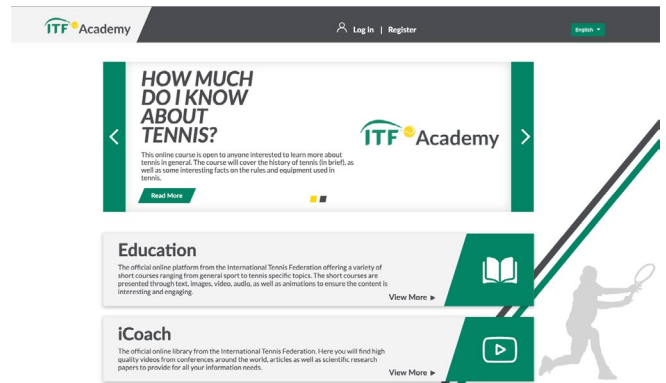 ITF Academy
Log in | Register
English
HOW MUCH
DO I KNOW
ABOUT
TENNIS?
This online course is open to anyone interested to learn more about
tennis in general. The course will cover the history of tennis (in brief), as
well as some interesting facts on the rules and equipment used in
tennis.
Read More
ITF Academy
Education
The official online platform from the International Tennis Federation offering a variety of
short courses ranging from general sport to tennis specific topics. The short courses are
presented through text, images, video, audio, as well as animations to ensure the content is
interesting and engaging.
View More ▶
iCoach
The official online library from the International Tennis Federation. Here you will find high
quality videos from conferences around the world, articles as well as scientific research
papers to provide for all your information needs.
View More ▶